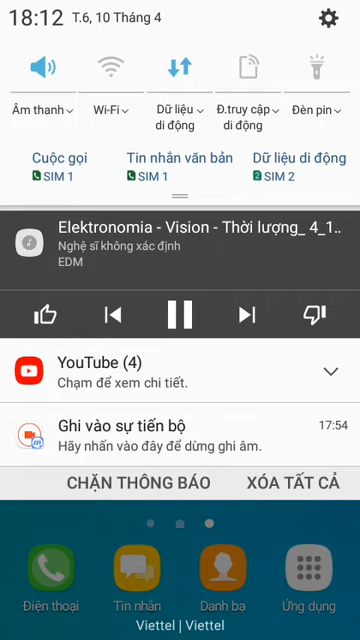 18:12 T.6, 10 Tháng 4
Âm thanh
Wi-Fi
Dữ liệu
di động
Đ.truy cập
di động
Đèn pin
Cuộc gọi
SIM 1
Tin nhắn văn bản
SIM 1
Dữ liệu di động
2 SIM 2
Elektronomia - Vision - Thời lượng_ 4_1..
Nghệ sĩ không xác định
EDM
YouTube (4)
Chạm để xem chi tiết.
Ghi vào sự tiến bộ 17:54
Hãy nhấn vào đây để dừng ghi âm.
CHẶN THÔNG BÁO XÓA TẤT CẢ
Điện thoại Tin nhắn Danh bạ Ứng dụng
Viettel | Viettel